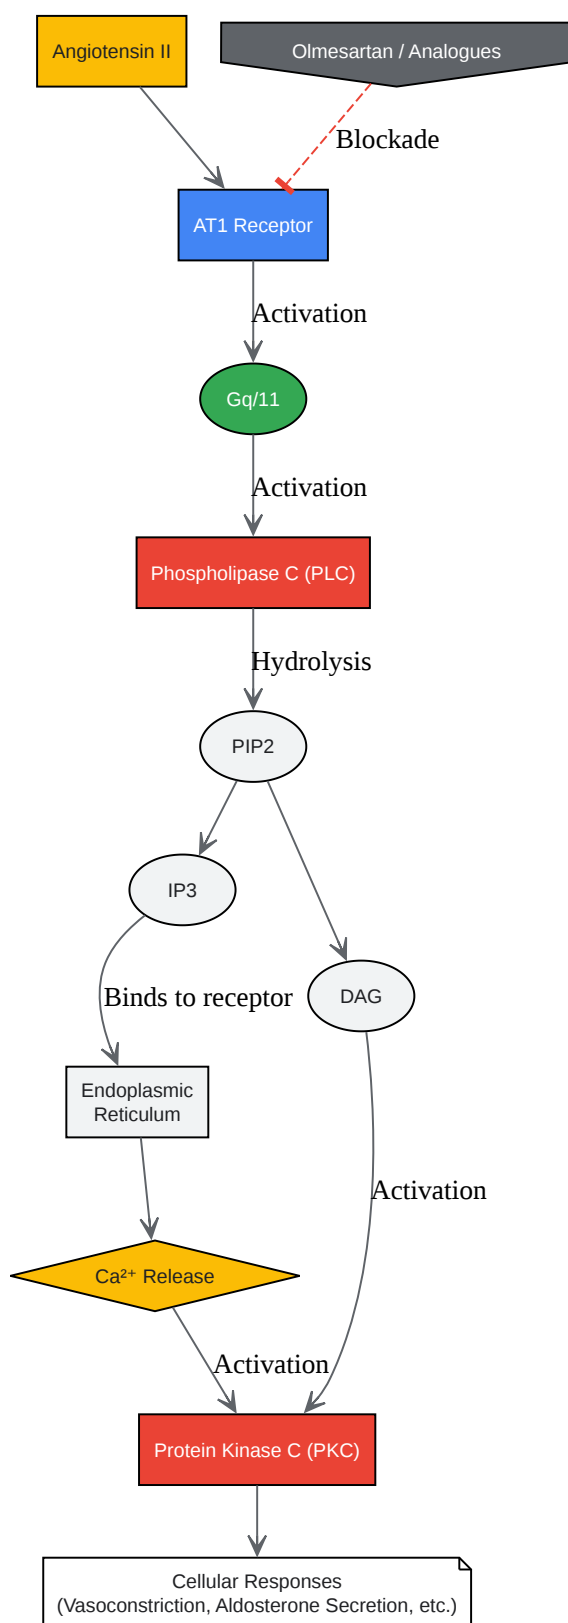 Angiotensin II
Olmesartan / Analogues
Blockade
AT1 Receptor
Activation
Gq/11
Activation
Phospholipase C (PLC)
Hydrolysis
PIP2
IP3
Binds to receptor
DAG
Endoplasmic
Reticulum
Activation
Ca²⁺ Release
Activation
Protein Kinase C (PKC)
Cellular Responses
(Vasoconstriction, Aldosterone Secretion, etc.)